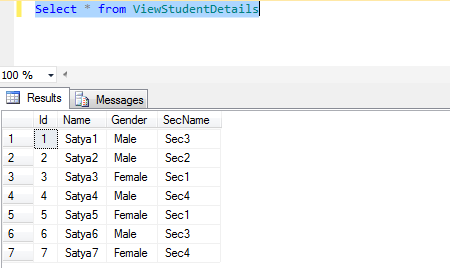 Select * from ViewStudentDetails
100 %
Results Messages
Id Name Gender SecName
1 1 Satya1 Male Sec3
2 2 Satya2 Male Sec2
3 3 Satya3 Female Sec1
4 4 Satya4 Male Sec4
5 5 Satya5 Female Sec1
6 6 Satya6 Male Sec3
7 7 Satya7 Female Sec4